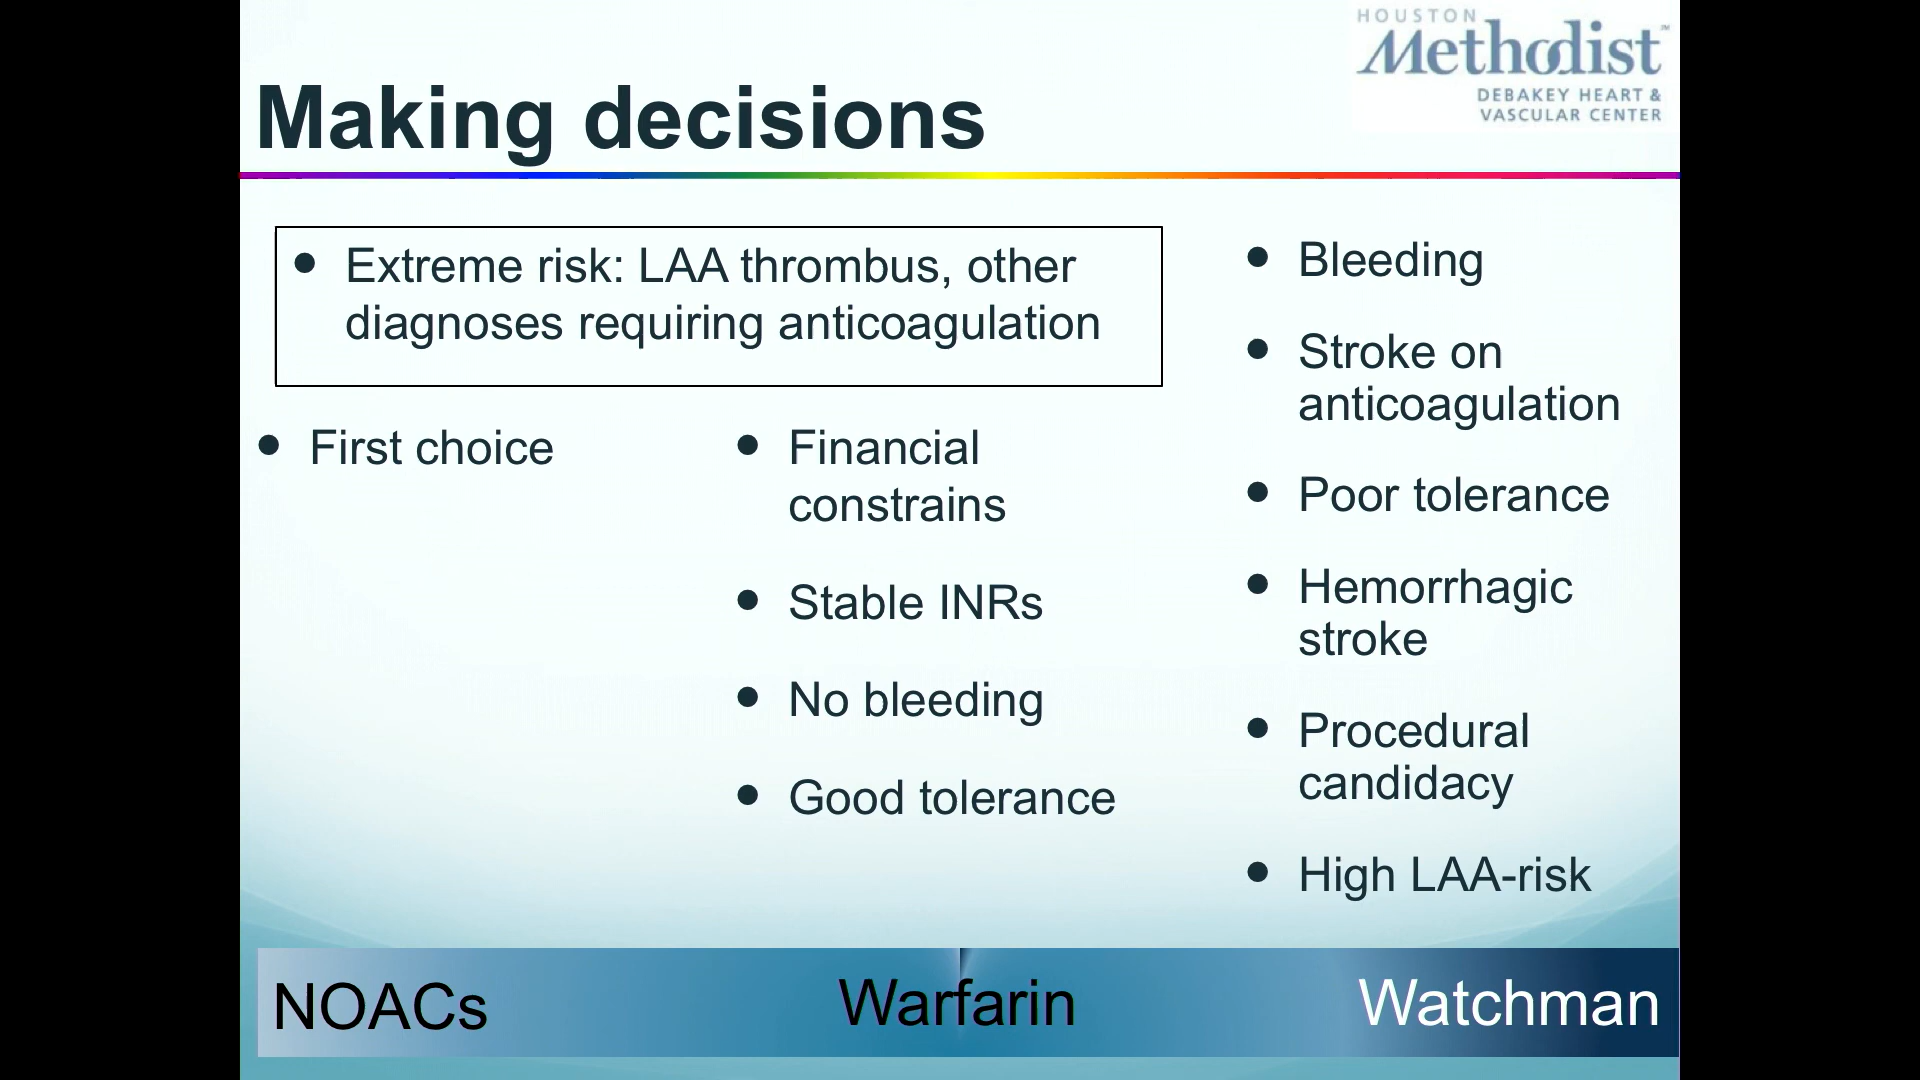 HOUSTON
Methodist™
DEBAKEY HEART &
VASCULAR CENTER
Making decisions
• Extreme risk: LAA thrombus, other
diagnoses requiring anticoagulation
• First choice
• Financial
constrains
• Stable INRs
• No bleeding
• Good tolerance
• Bleeding
• Stroke on
anticoagulation
• Poor tolerance
• Hemorrhagic
stroke
• Procedural
candidacy
• High LAA-risk
NOACs
Warfarin
Watchman